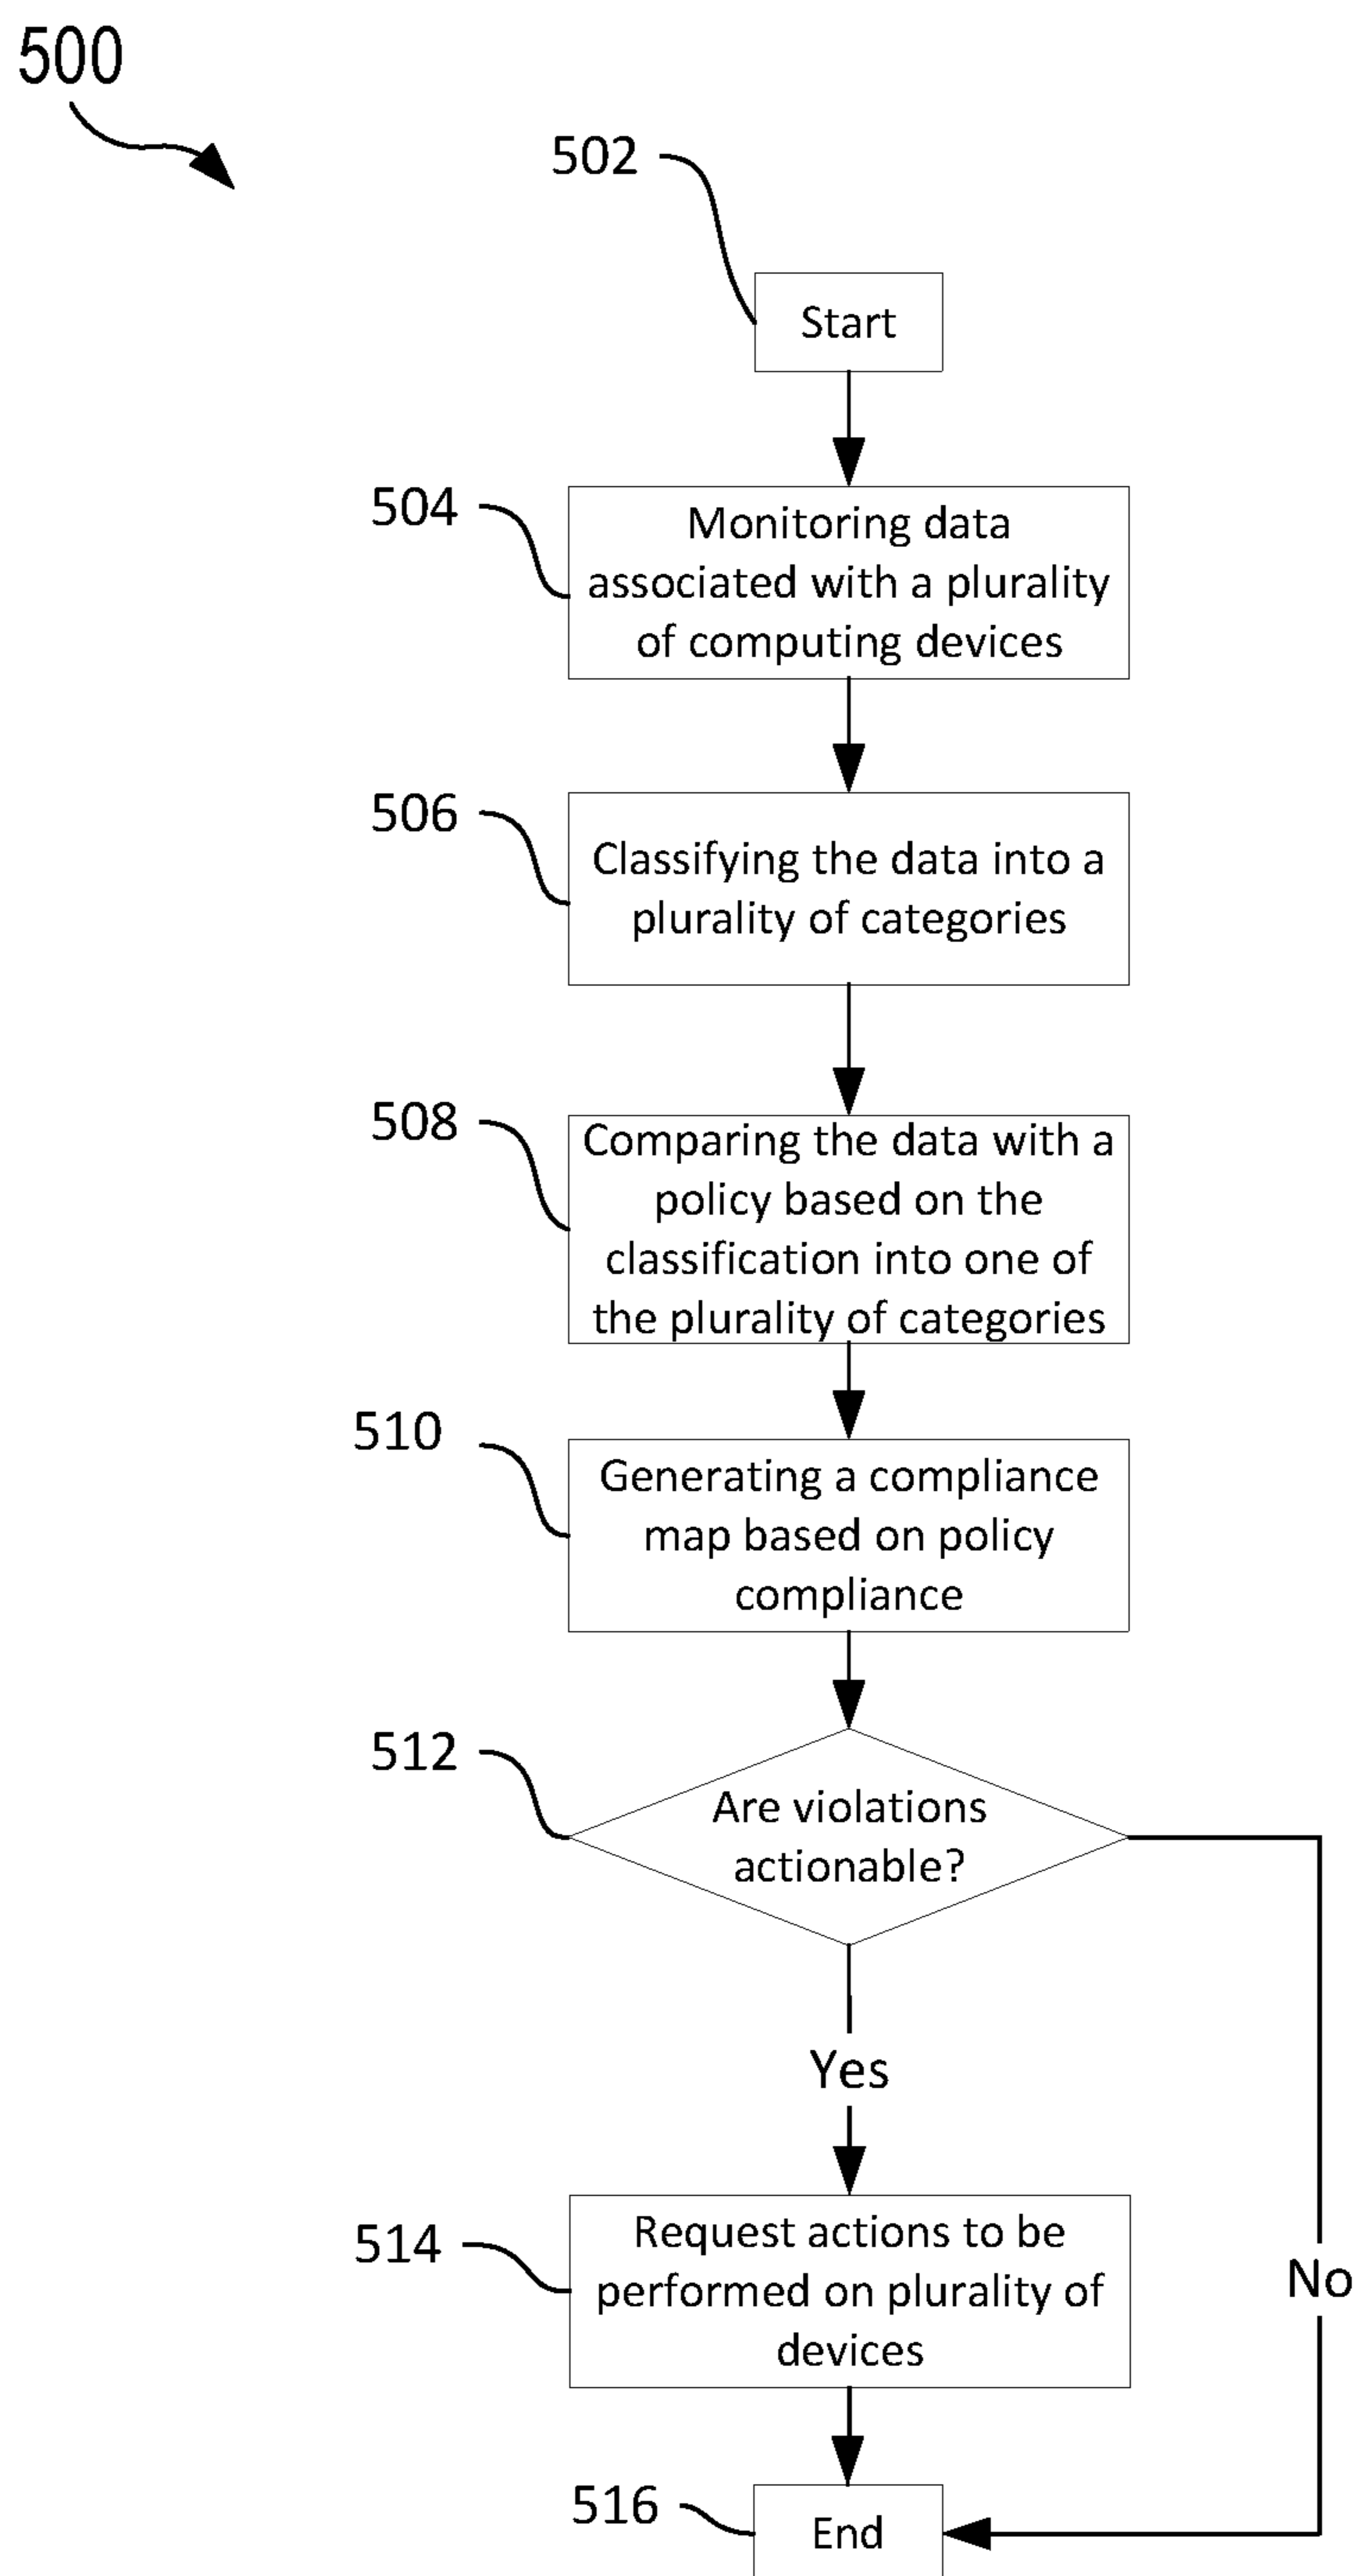 500
502
Start
504
Monitoring data
associated with a plurality
of computing devices
506
Classifying the data into a
plurality of categories
508
Comparing the data with a
policy based on the
classification into one of
the plurality of categories
510
Generating a compliance
map based on policy
compliance
512
Are violations
actionable?
Yes
514
Request actions to be
performed on plurality of
devices
No
516
End